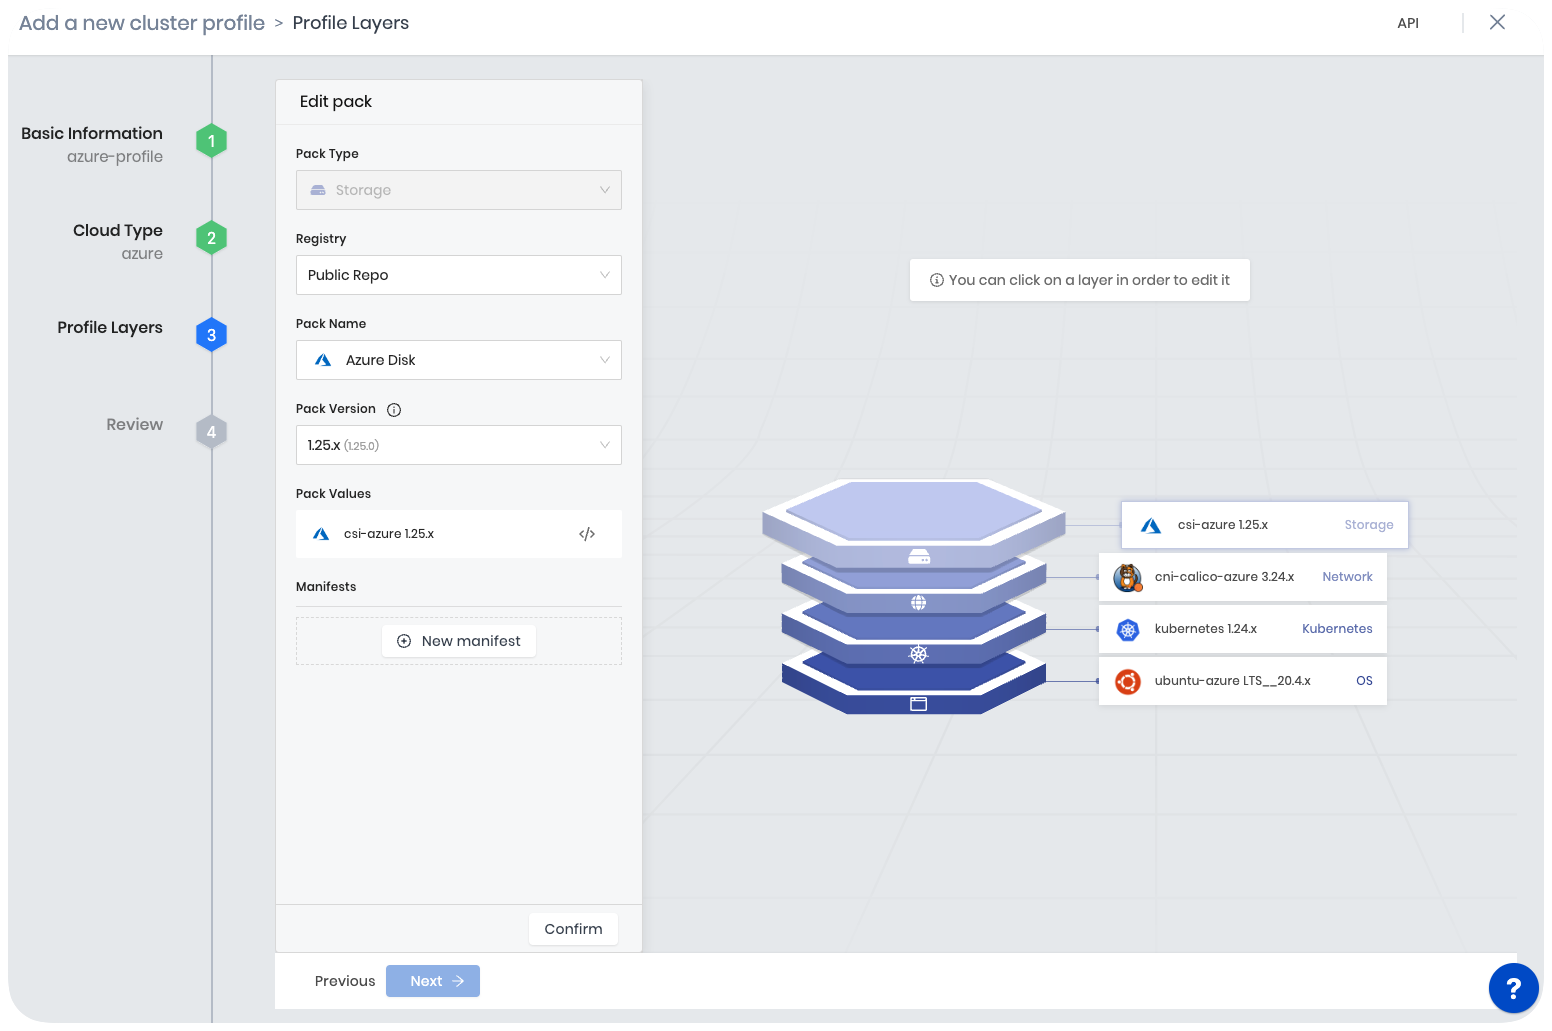 Add a new cluster profile > Profile Layers
API
Basic Information
azure-profile
1
Cloud Type
azure
2
Profile Layers
3
Review
4
Edit pack
Pack Type
Storage
Registry
Public Repo
Pack Name
Azure Disk
Pack Version
1.25.x (1.25.0)
Pack Values
csi-azure 1.25.x
</>
Manifests
New manifest
Confirm
Previous
Next
You can click on a layer in order to edit it
csi-azure 1.25.x Storage
cni-calico-azure 3.24.x Network
kubernetes 1.24.x Kubernetes
ubuntu-azure LTS__20.4.x OS
?